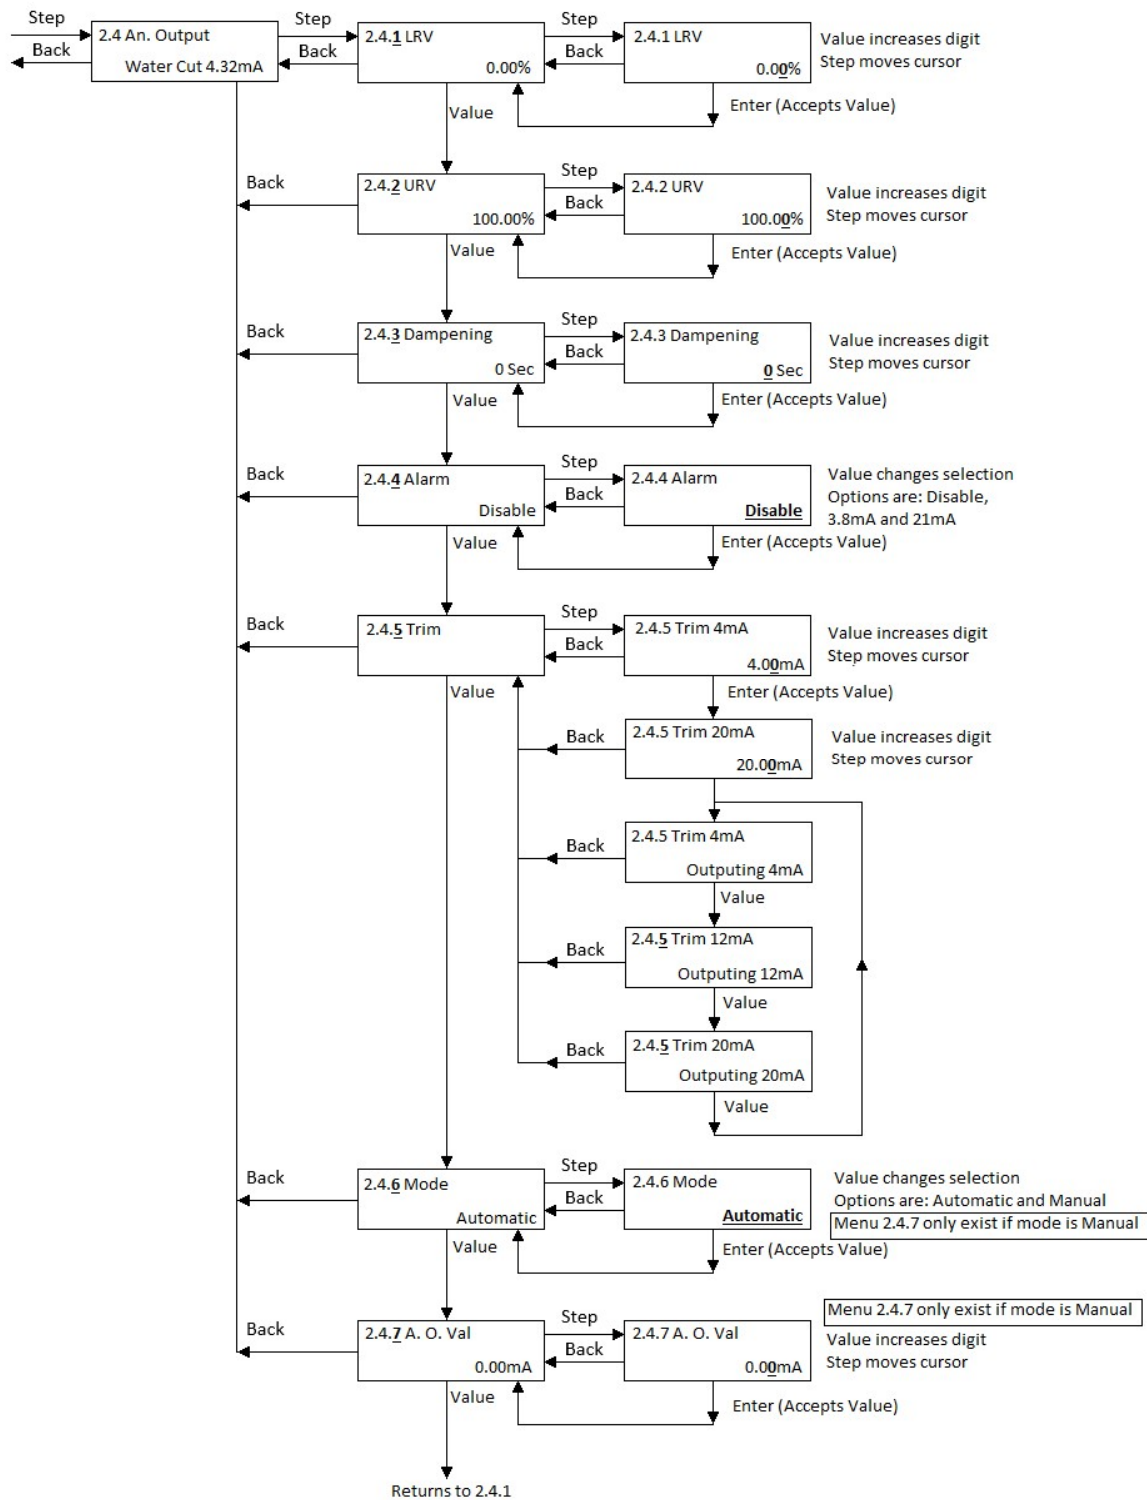 Step
Back
2.4 An. Output
Water Cut 4.32mA
Step
Back
2.4.1 LRV
0.00%
Step
Back
2.4.1 LRV
0.00%
Value increases digit
Step moves cursor
Value
Enter (Accepts Value)
Back
2.4.2 URV
100.00%
Step
Back
2.4.2 URV
100.00%
Value increases digit
Step moves cursor
Value
Enter (Accepts Value)
Back
2.4.3 Dampening
0 Sec
Step
Back
2.4.3 Dampening
0 Sec
Value increases digit
Step moves cursor
Value
Enter (Accepts Value)
Back
2.4.4 Alarm
Disable
Step
Back
2.4.4 Alarm
Disable
Value changes selection
Options are: Disable,
3.8mA and 21mA
Value
Enter (Accepts Value)
Back
2.4.5 Trim
Step
Back
2.4.5 Trim 4mA
4.00mA
Value increases digit
Step moves cursor
Value
Enter (Accepts Value)
Back
2.4.5 Trim 20mA
20.00mA
Value increases digit
Step moves cursor
Back
2.4.5 Trim 4mA
Outputing 4mA
Value
Back
2.4.5 Trim 12mA
Outputing 12mA
Value
Back
2.4.5 Trim 20mA
Outputing 20mA
Value
Back
2.4.6 Mode
Automatic
Step
Back
2.4.6 Mode
Automatic
Value changes selection
Options are: Automatic and Manual
Menu 2.4.7 only exist if mode is Manual
Value
Enter (Accepts Value)
Back
2.4.7 A. O. Val
0.00mA
Step
Back
2.4.7 A. O. Val
0.00mA
Menu 2.4.7 only exist if mode is Manual
Value increases digit
Step moves cursor
Value
Enter (Accepts Value)
Returns to 2.4.1